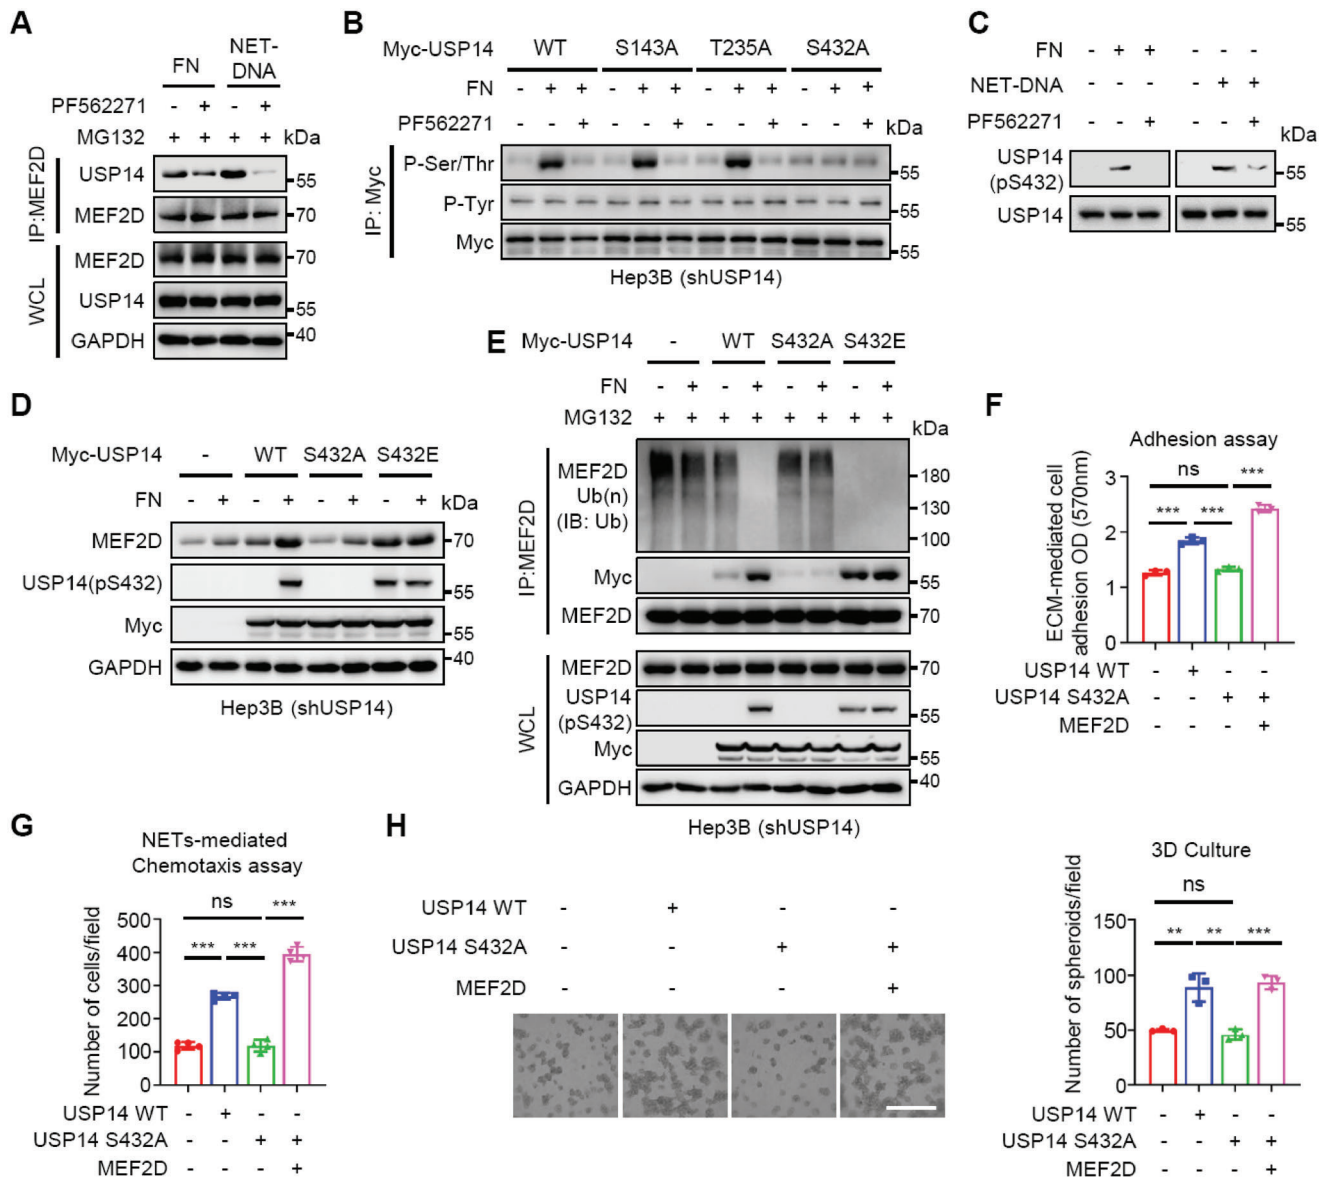 A
FN NET-DNA
PF562271 - + - +
MG132 + + + + kDa
IP:MEF2D
USP14 55
MEF2D 70
WCL
MEF2D 70
USP14 55
GAPDH 40
B
Myc-USP14 WT S143A T235A S432A
FN - + + - + + - + + - + +
PF562271 - - + - - + - - + - - + kDa
IP: Myc
P-Ser/Thr 55
P-Tyr 55
Myc 55
Hep3B (shUSP14)
C
FN - + + - - -
NET-DNA - - - - + +
PF562271 - - + - - + kDa
USP14 (pS432) 55
USP14 55
D
Myc-USP14 - WT S432A S432E
FN - + - + - + - + kDa
MEF2D 70
USP14(pS432) 55
Myc 55
GAPDH 40
Hep3B (shUSP14)
E
Myc-USP14 - WT S432A S432E
FN - + - + - + - +
MG132 + + + + + + + + kDa
IP:MEF2D
MEF2D 180
Ub(n) 130
(IB: Ub) 100
Myc 55
MEF2D 70
WCL
MEF2D 70
USP14 (pS432) 55
Myc 55
GAPDH 40
Hep3B (shUSP14)
F
Adhesion assay
ECM-mediated cell
adhesion OD (570nm)
ns ***
*** ***
3
2
1
0
USP14 WT - + - -
USP14 S432A - - + +
MEF2D - - - +
G
NETs-mediated
Chemotaxis assay
Number of cells/field
ns ***
*** ***
500
400
300
200
100
0
USP14 WT - + - -
USP14 S432A - - + +
MEF2D - - - +
H
USP14 WT - + - -
USP14 S432A - - + +
MEF2D - - - +
3D Culture
Number of spheroids/field
ns
** ** ***
150
100
50
0
USP14 WT - + - -
USP14 S432A - - + +
MEF2D - - - +